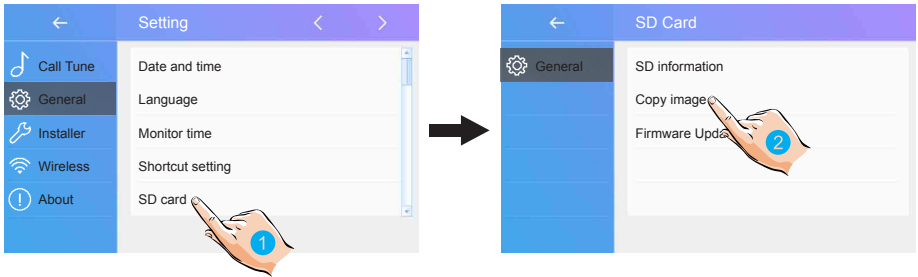 Setting
Call Tune
General
Installer
Wireless
About
Date and time
Language
Monitor time
Shortcut setting
SD card
1
SD Card
General
SD information
Copy image
Firmware
2